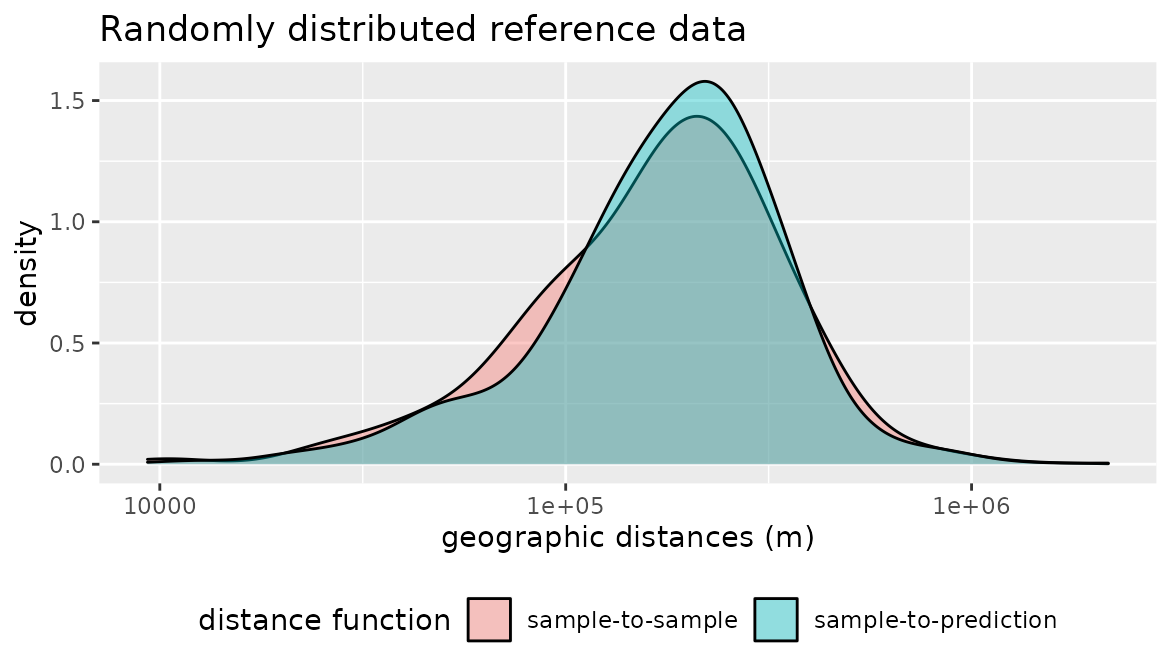 Randomly distributed reference data
density
1.5
1.0
0.5
0.0
10000 1e+05 1e+06
geographic distances (m)
distance function sample-to-sample sample-to-prediction